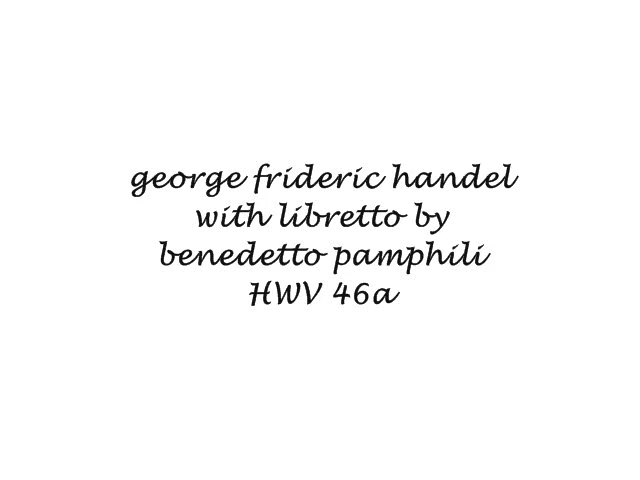 george frideric handel
with libretto by
benedetto pamphili
HWV 46a